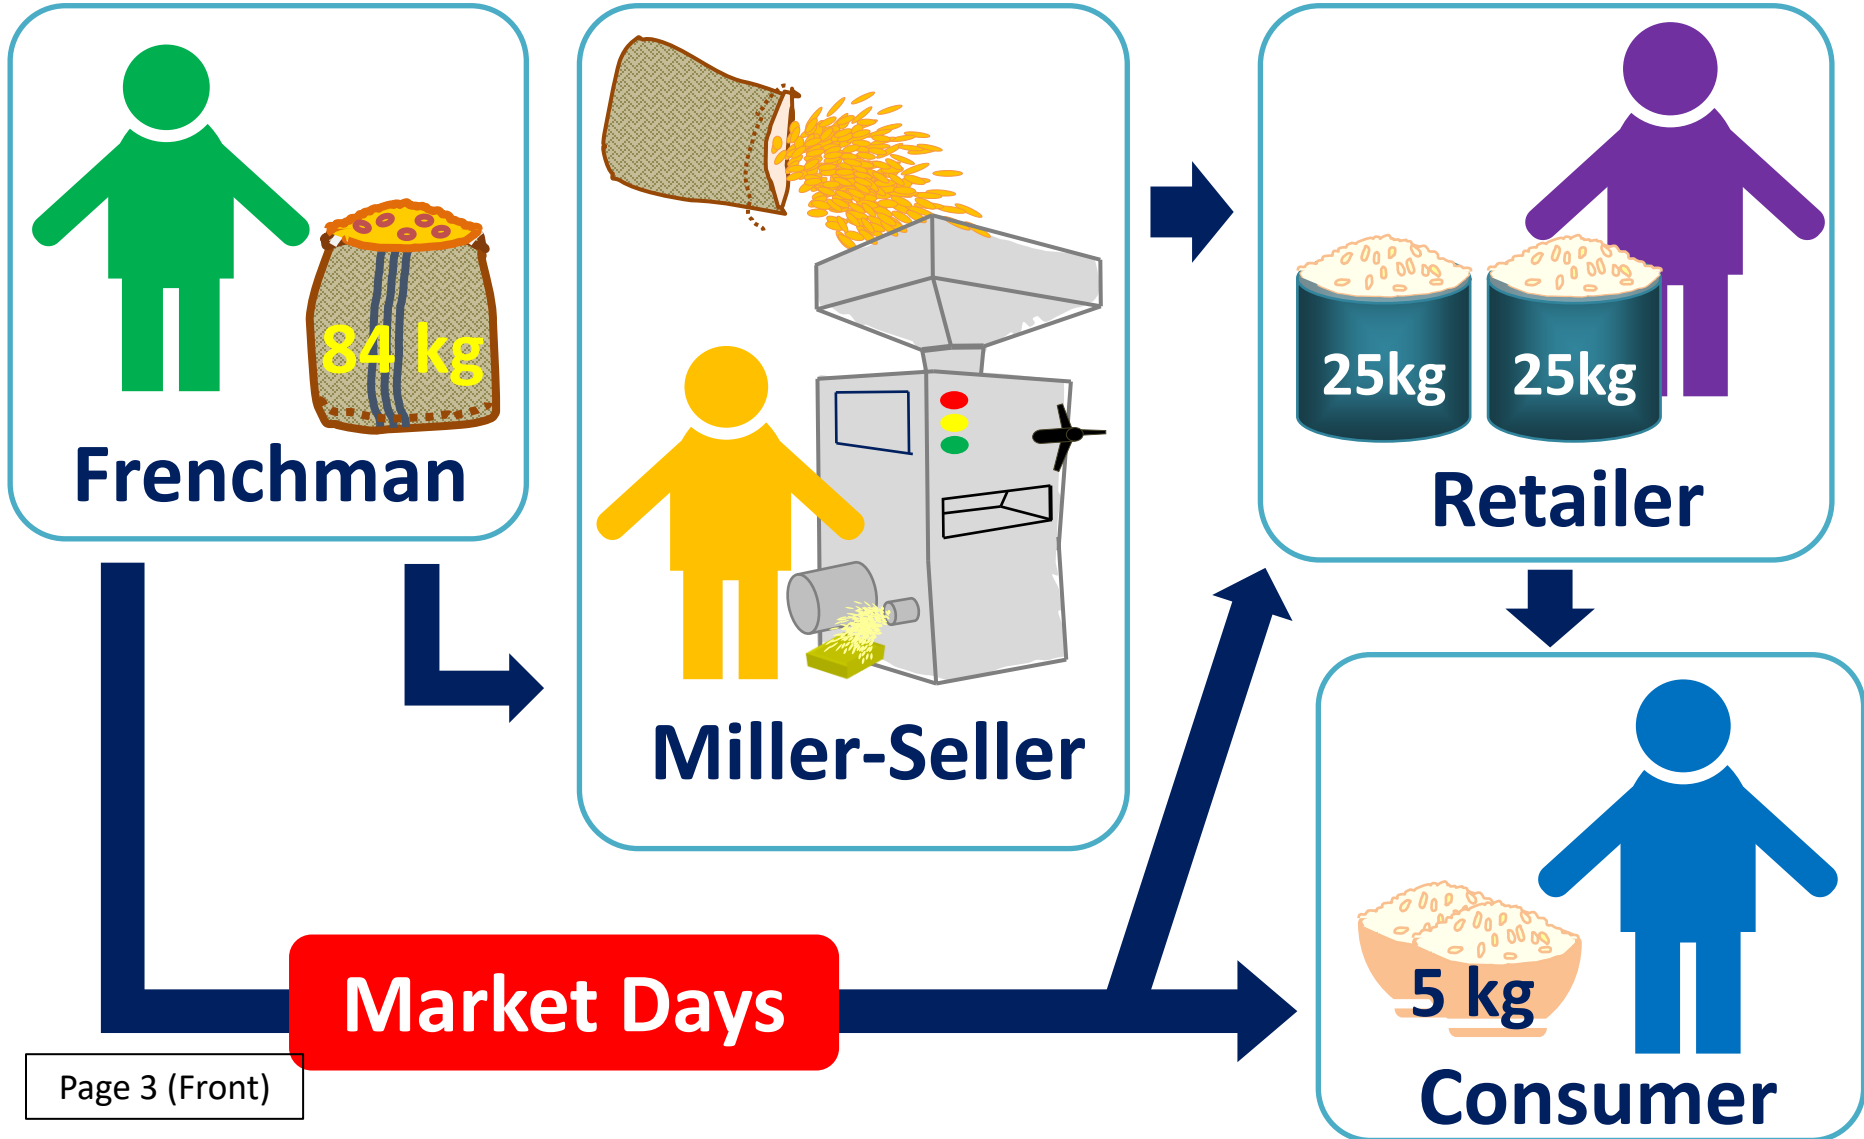 84 kg
Frenchman
Miller-Seller
25kg
25kg
Retailer
Market Days
5 kg
Consumer
Page 3 (Front)